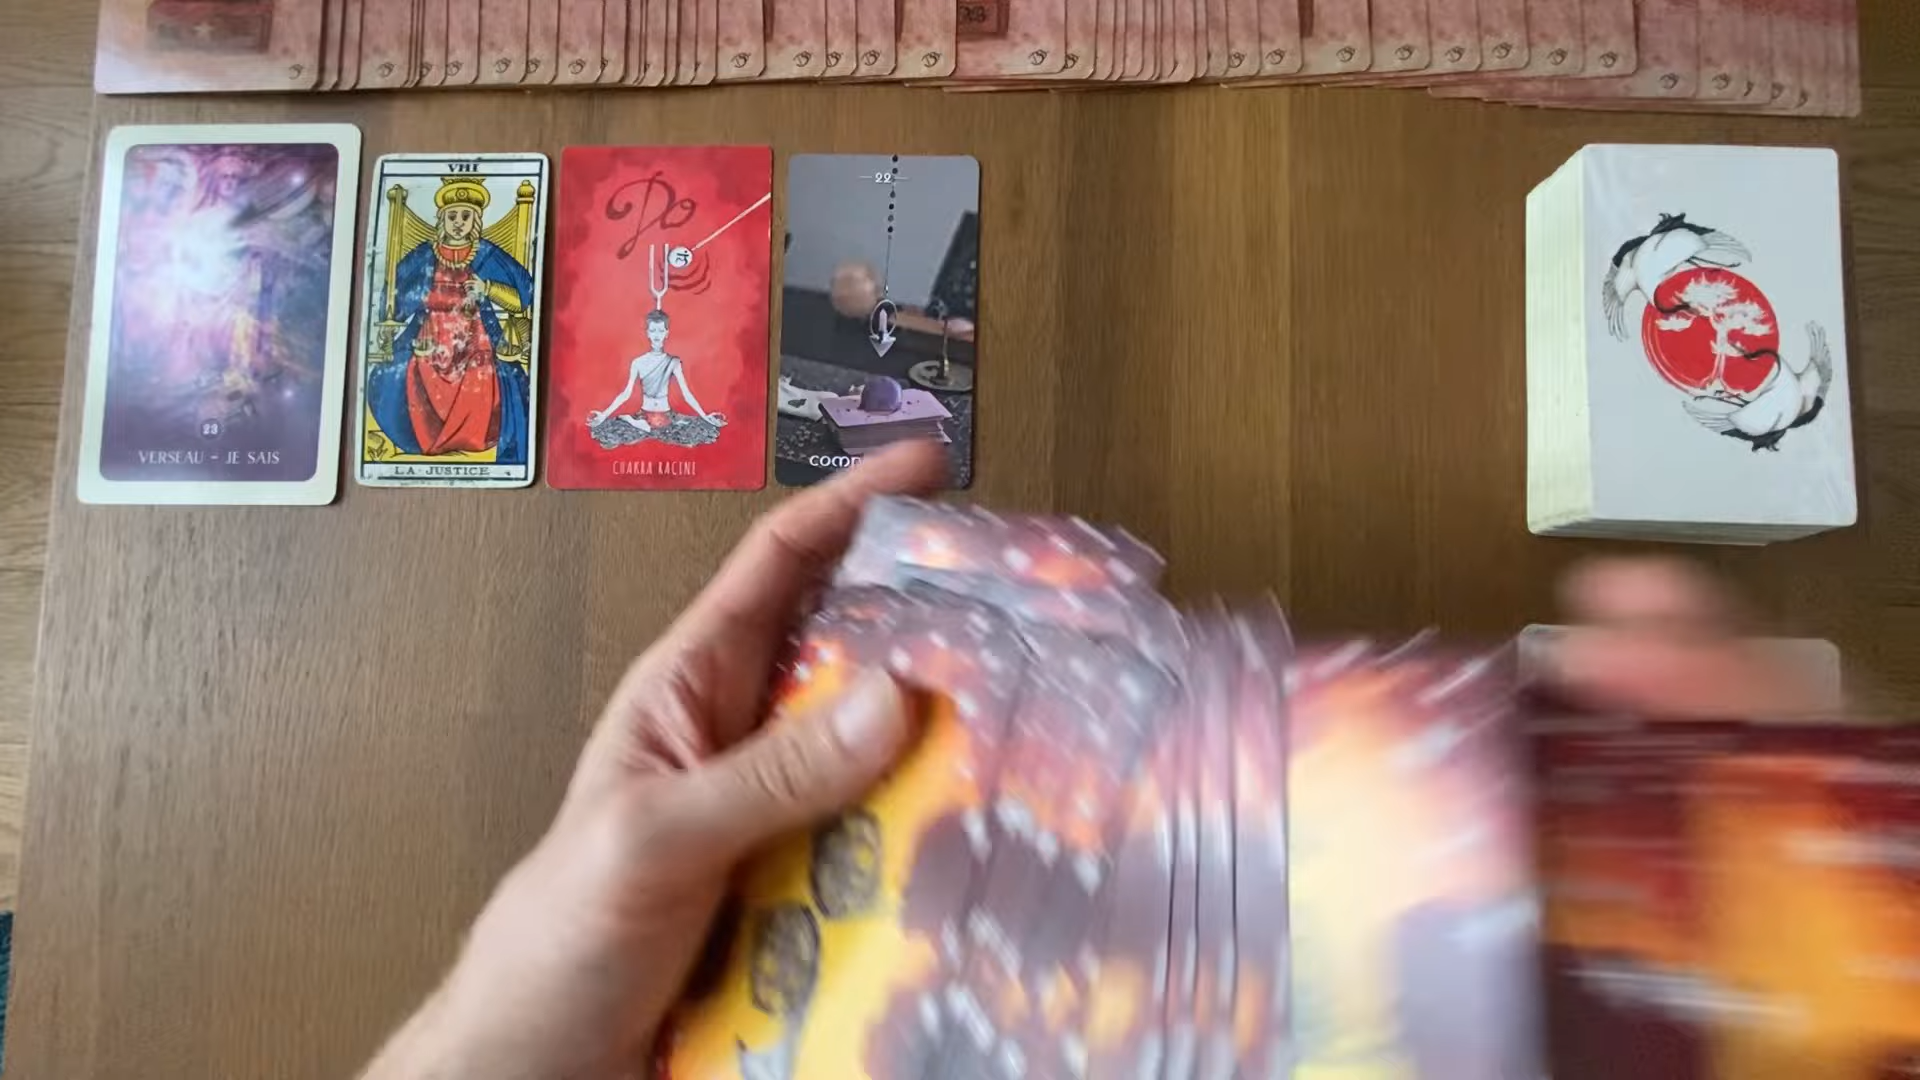 23
VERSEAU - JE SAIS
VIII
LA·JUSTICE
Do
CHAKRA RACINE
22